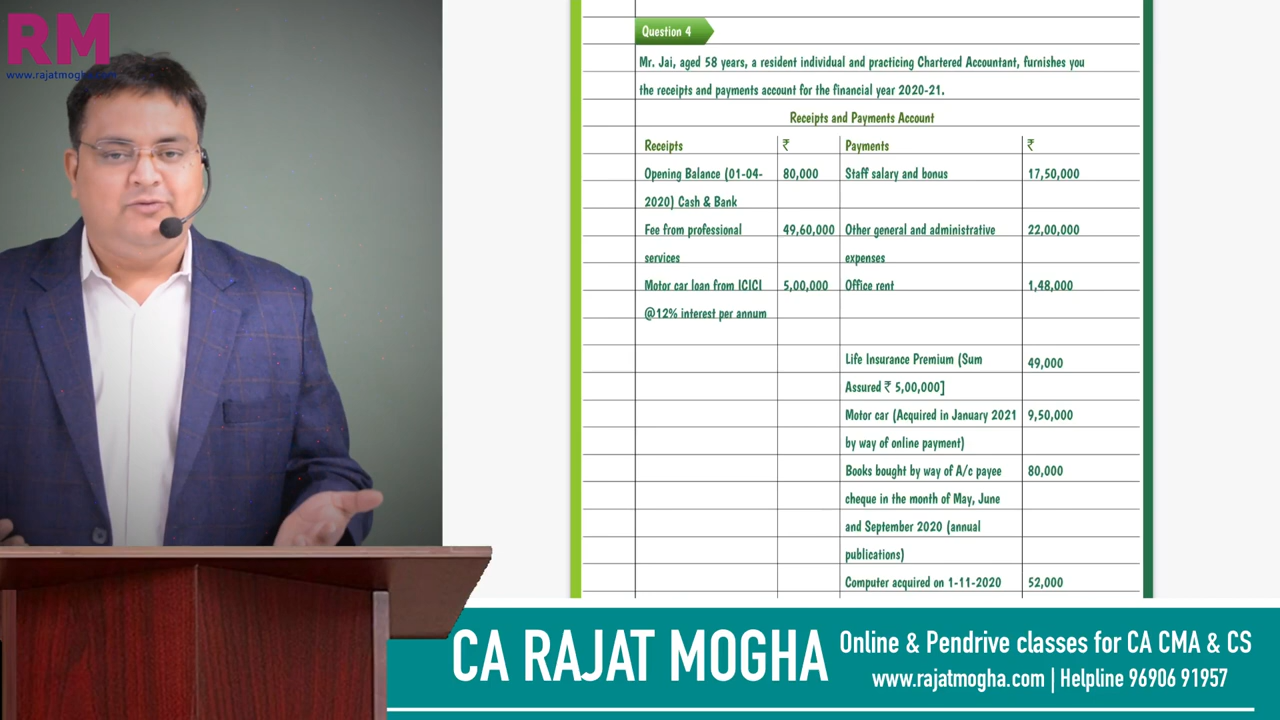 RM
www.rajatmogha.com
Question 4
Mr. Jai, aged 58 years, a resident individual and practicing Chartered Accountant, furnishes you
the receipts and payments account for the financial year 2020-21.
Receipts and Payments Account
Receipts ₹ Payments ₹
Opening Balance (01-04- 80,000 Staff salary and bonus 17,50,000
2020) Cash & Bank
Fee from professional 49,60,000 Other general and administrative 22,00,000
services expenses
Motor car loan from ICICI 5,00,000 Office rent 1,48,000
@12% interest per annum
Life Insurance Premium (Sum 49,000
Assured ₹ 5,00,000]
Motor car (Acquired in January 2021 9,50,000
by way of online payment)
Books bought by way of A/c payee 80,000
cheque in the month of May, June
and September 2020 (annual
publications)
Computer acquired on 1-11-2020 52,000
CA RAJAT MOGHA
Online & Pendrive classes for CA CMA & CS
www.rajatmogha.com | Helpline 96906 91957